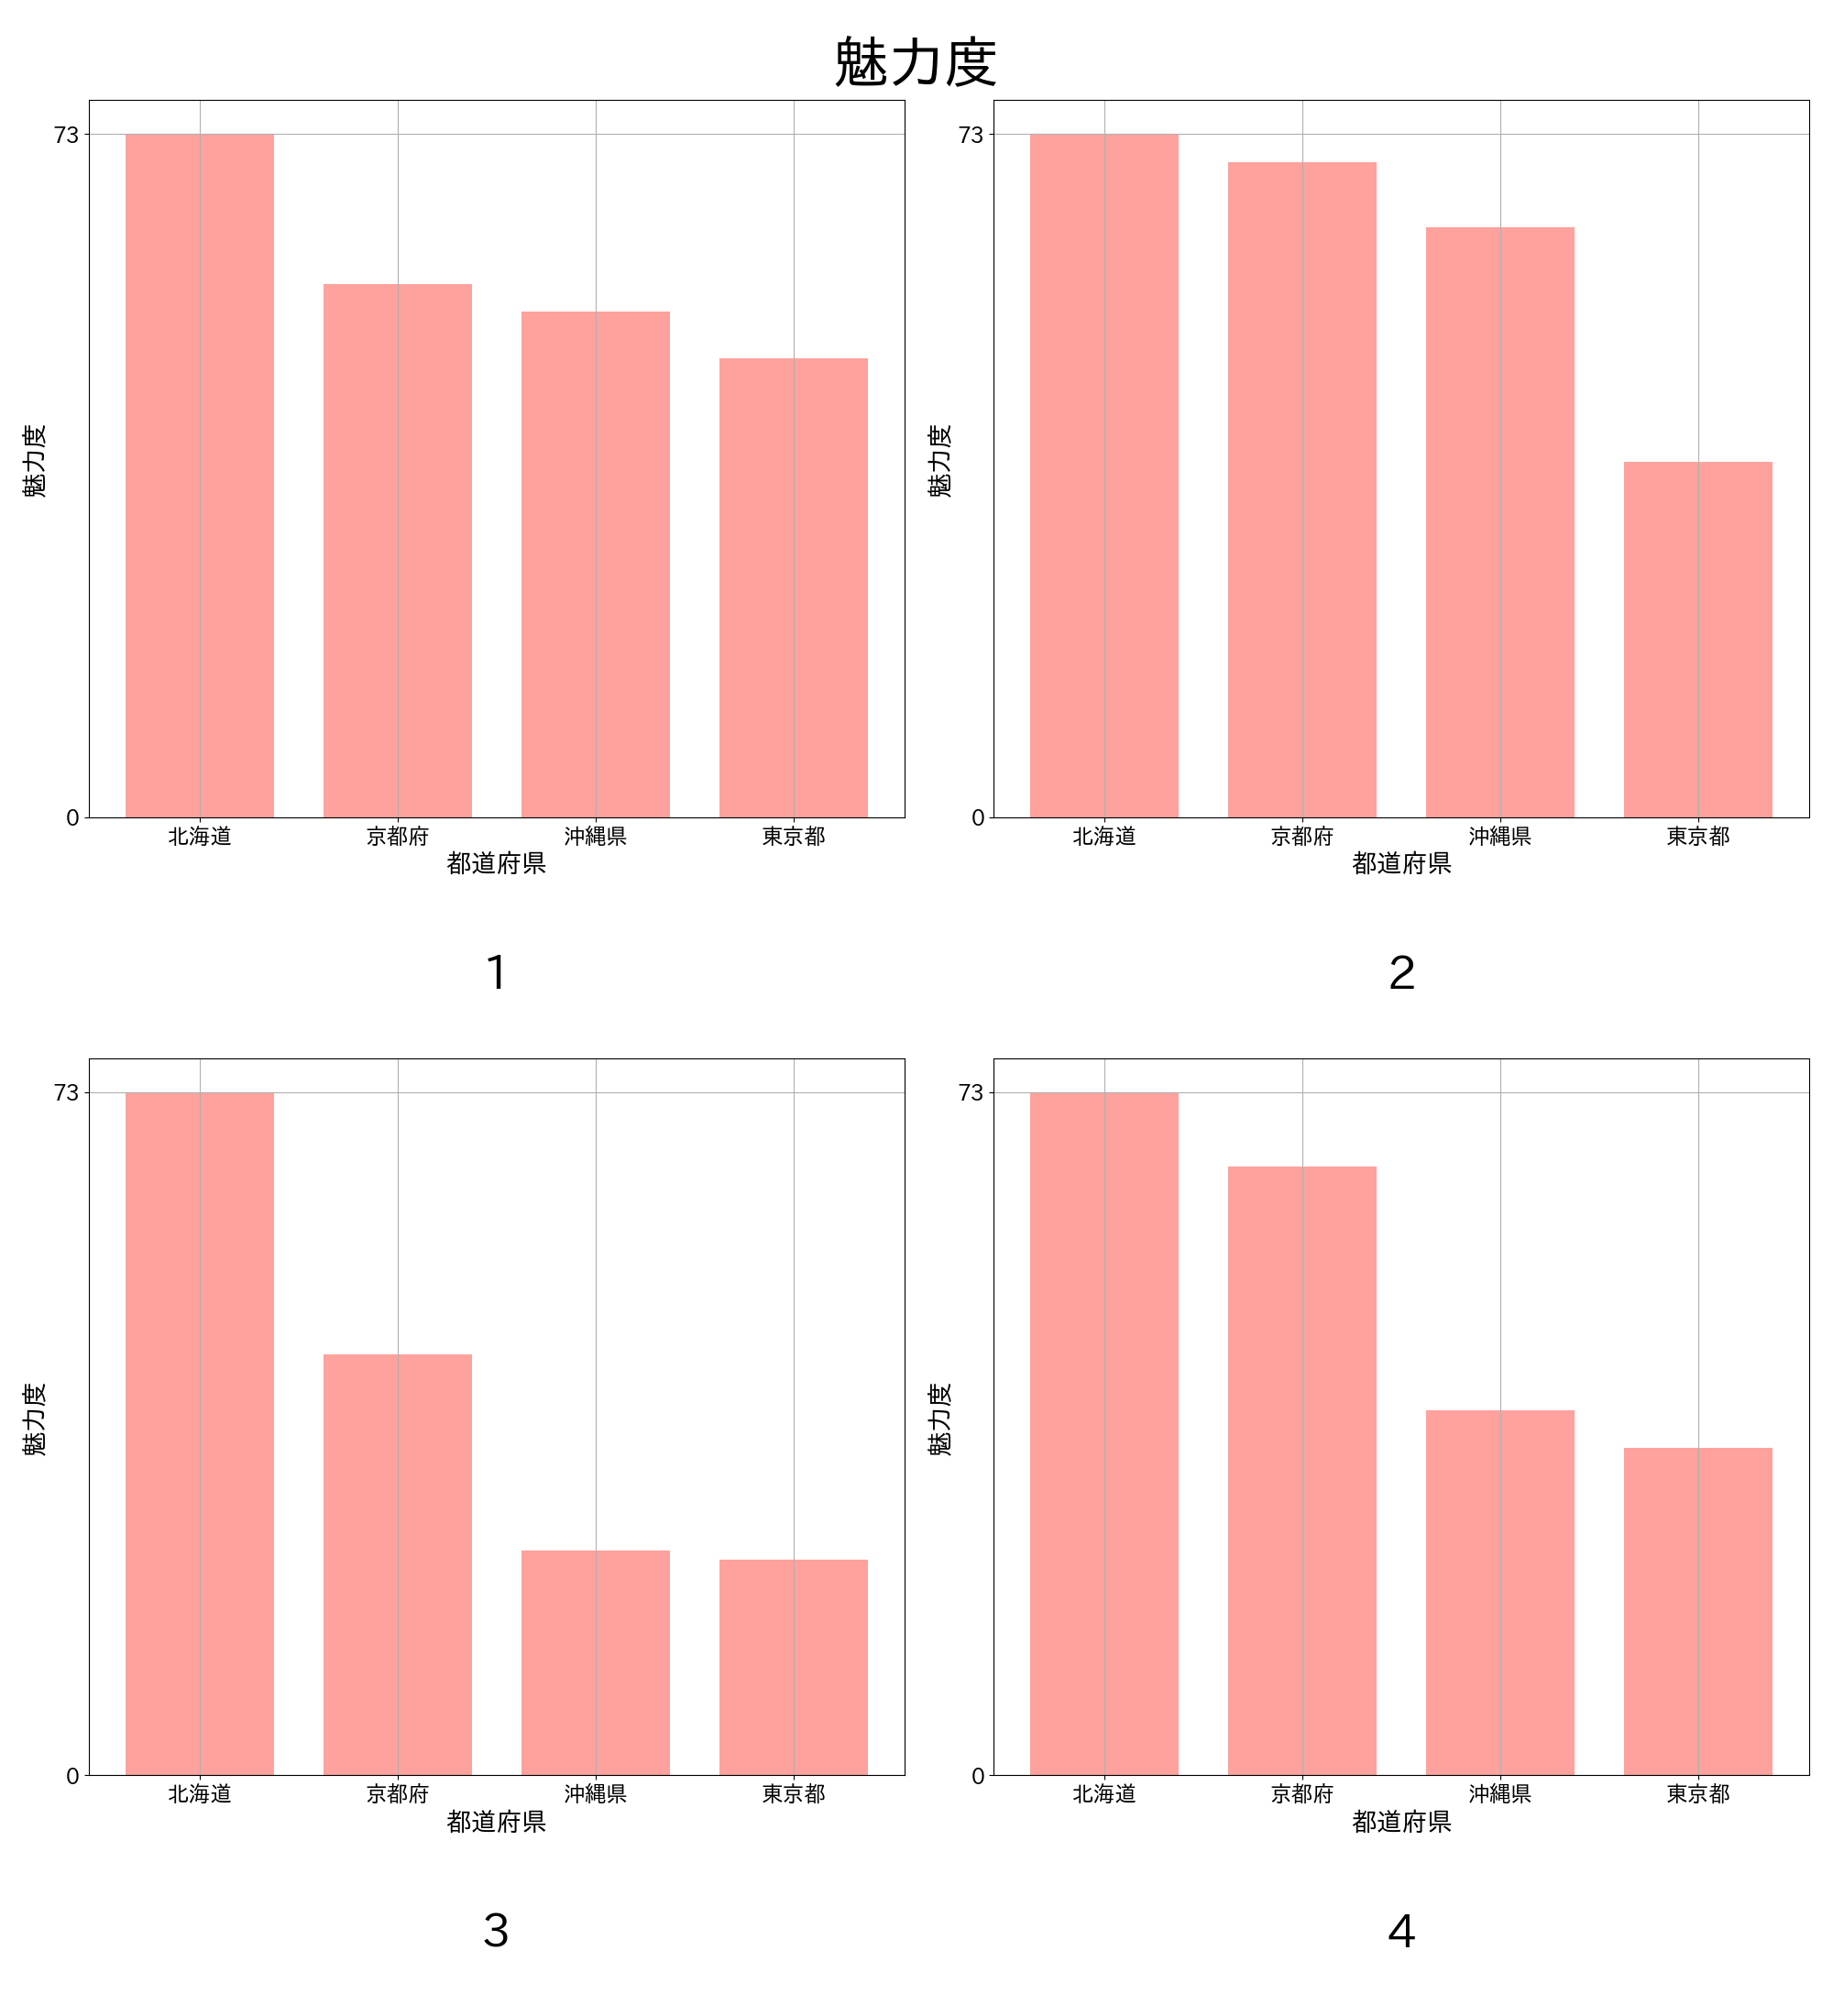 魅力度
73
0
魅力度
北海道 京都府 沖縄県 東京都
都道府県
1
73
0
魅力度
北海道 京都府 沖縄県 東京都
都道府県
2
73
0
魅力度
北海道 京都府 沖縄県 東京都
都道府県
3
73
0
魅力度
北海道 京都府 沖縄県 東京都
都道府県
4